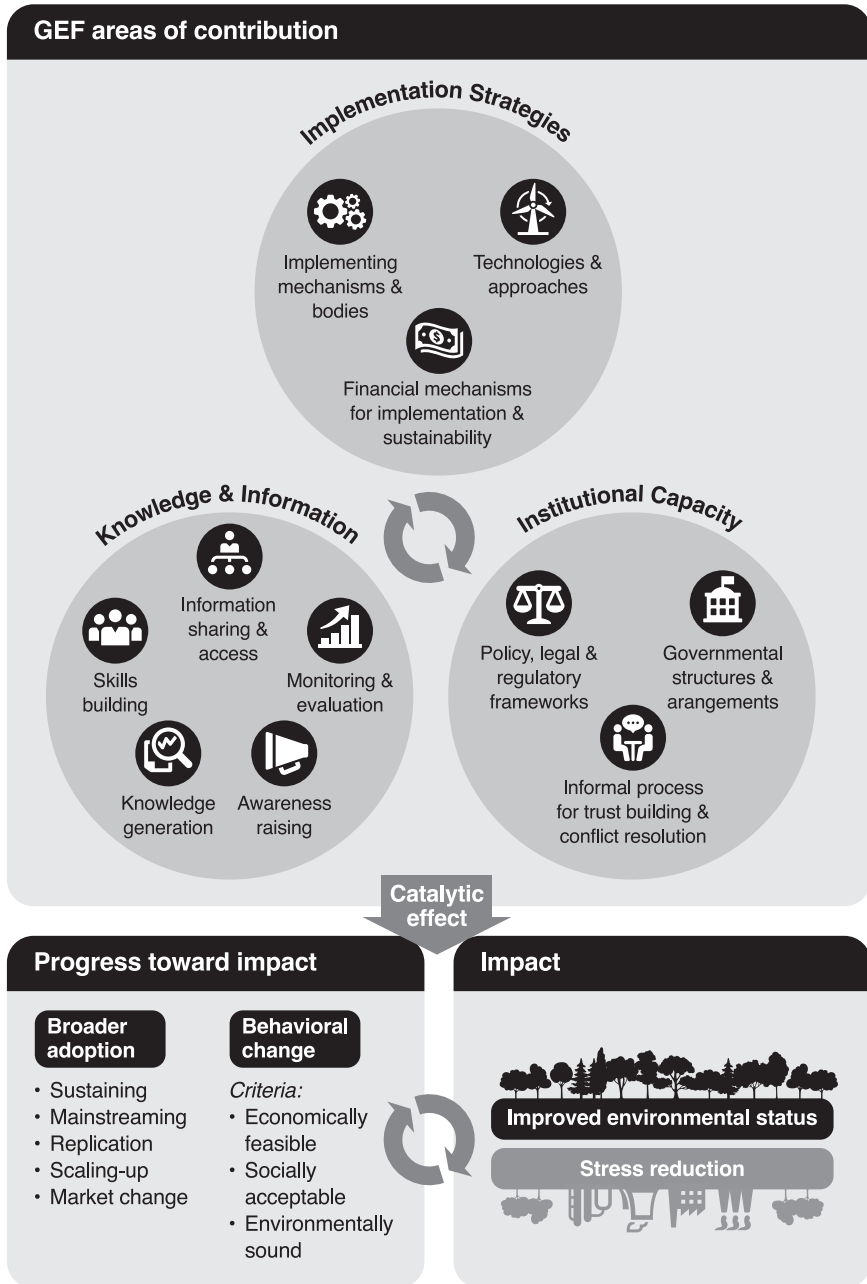 GEF areas of contribution
Implementation Strategies
Implementing
mechanisms &
bodies
Technologies &
approaches
Financial mechanisms
for implementation &
sustainability
Knowledge & Information
Information
sharing &
access
Skills
building
Monitoring &
evaluation
Knowledge
generation
Awareness
raising
Institutional Capacity
Policy, legal &
regulatory
frameworks
Governmental
structures &
arangements
Informal process
for trust building &
conflict resolution
Catalytic
effect
Progress toward impact
Broader
adoption
• Sustaining
• Mainstreaming
• Replication
• Scaling-up
• Market change
Behavioral
change
Criteria:
• Economically
feasible
• Socially
acceptable
• Environmentally
sound
Impact
Improved environmental status
Stress reduction